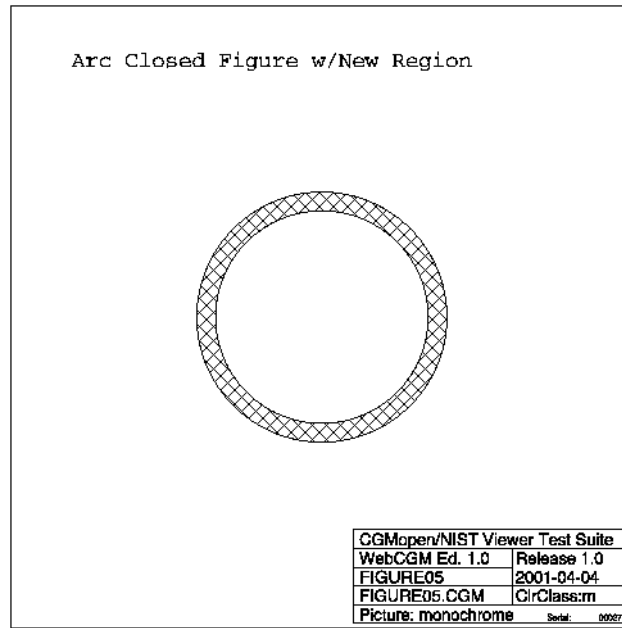 Arc Closed Figure w/New Region
CGMopen/NIST Viewer Test Suite
WebCGM Ed. 1.0 Release 1.0
FIGURE05 2001-04-04
FIGURE05.CGM ClrClass:m
Picture: monochrome Serial: 00027